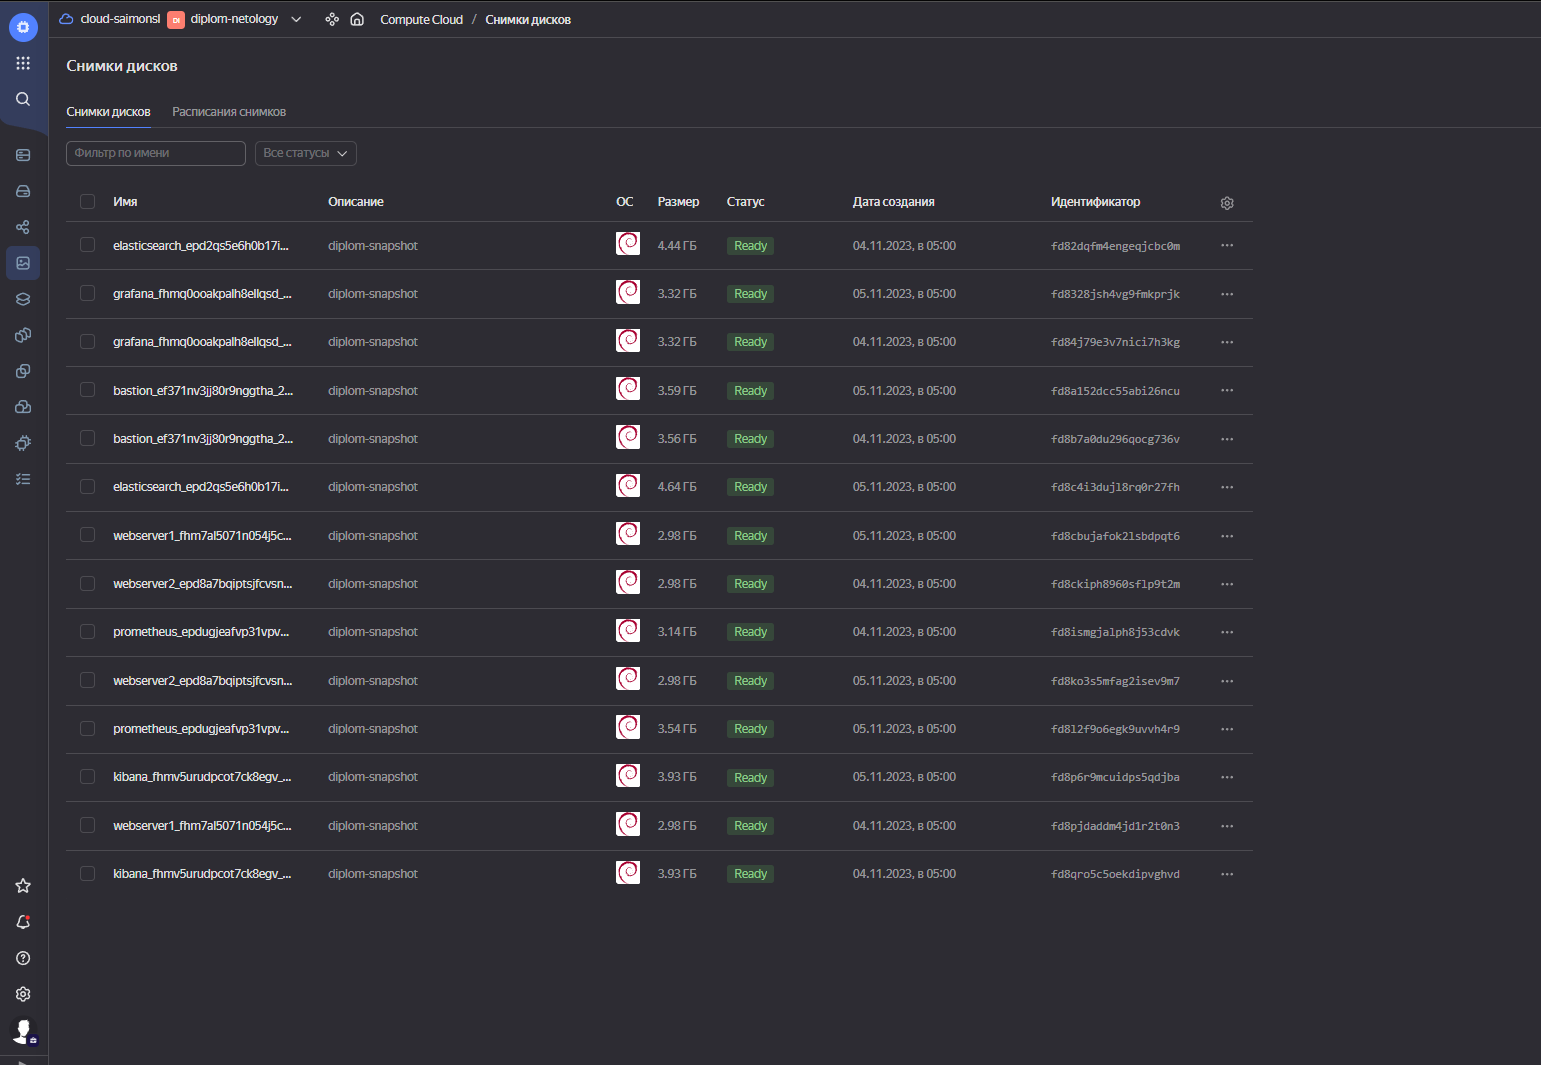 cloud-saimonsl DI diplom-netology Compute Cloud / Снимки дисков
Снимки дисков
Снимки дисков Расписания снимков
Фильтр по имени Все статусы
Имя Описание ОС Размер Статус Дата создания Идентификатор
elasticsearch_epd2qs5e6h0b17i... diplom-snapshot 4.44 ГБ Ready 04.11.2023, в 05:00 fd82dqfm4engeqjcbc0m
grafana_fhmq0ooakpalh8ellqsd_... diplom-snapshot 3.32 ГБ Ready 05.11.2023, в 05:00 fd8328jsh4vg9fmkprjk
grafana_fhmq0ooakpalh8ellqsd_... diplom-snapshot 3.32 ГБ Ready 04.11.2023, в 05:00 fd84j79e3v7nici7h3kg
bastion_ef371nv3jj80r9nggtha_2... diplom-snapshot 3.59 ГБ Ready 05.11.2023, в 05:00 fd8a152dcc55abi26ncu
bastion_ef371nv3jj80r9nggtha_2... diplom-snapshot 3.56 ГБ Ready 04.11.2023, в 05:00 fd8b7a0du296qocg736v
elasticsearch_epd2qs5e6h0b17i... diplom-snapshot 4.64 ГБ Ready 05.11.2023, в 05:00 fd8c4i3dujl8rq0r27fh
webserver1_fhm7al5071n054j5c... diplom-snapshot 2.98 ГБ Ready 05.11.2023, в 05:00 fd8cbujafok2lsbdpqt6
webserver2_epd8a7bqiptsjfcvsn... diplom-snapshot 2.98 ГБ Ready 04.11.2023, в 05:00 fd8ckiph8960sflp9t2m
prometheus_epdugjeafvp31vpv... diplom-snapshot 3.14 ГБ Ready 04.11.2023, в 05:00 fd8ismgjalph8j53cdvk
webserver2_epd8a7bqiptsjfcvsn... diplom-snapshot 2.98 ГБ Ready 05.11.2023, в 05:00 fd8ko3s5mfag2isev9m7
prometheus_epdugjeafvp31vpv... diplom-snapshot 3.54 ГБ Ready 05.11.2023, в 05:00 fd8l2f9o6egk9uvvh4r9
kibana_fhmv5urudpcot7ck8egv_... diplom-snapshot 3.93 ГБ Ready 05.11.2023, в 05:00 fd8p6r9mcuidps5qdjba
webserver1_fhm7al5071n054j5c... diplom-snapshot 2.98 ГБ Ready 04.11.2023, в 05:00 fd8pjdaddm4jd1r2t0n3
kibana_fhmv5urudpcot7ck8egv_... diplom-snapshot 3.93 ГБ Ready 04.11.2023, в 05:00 fd8qro5c5oekdipvghvd